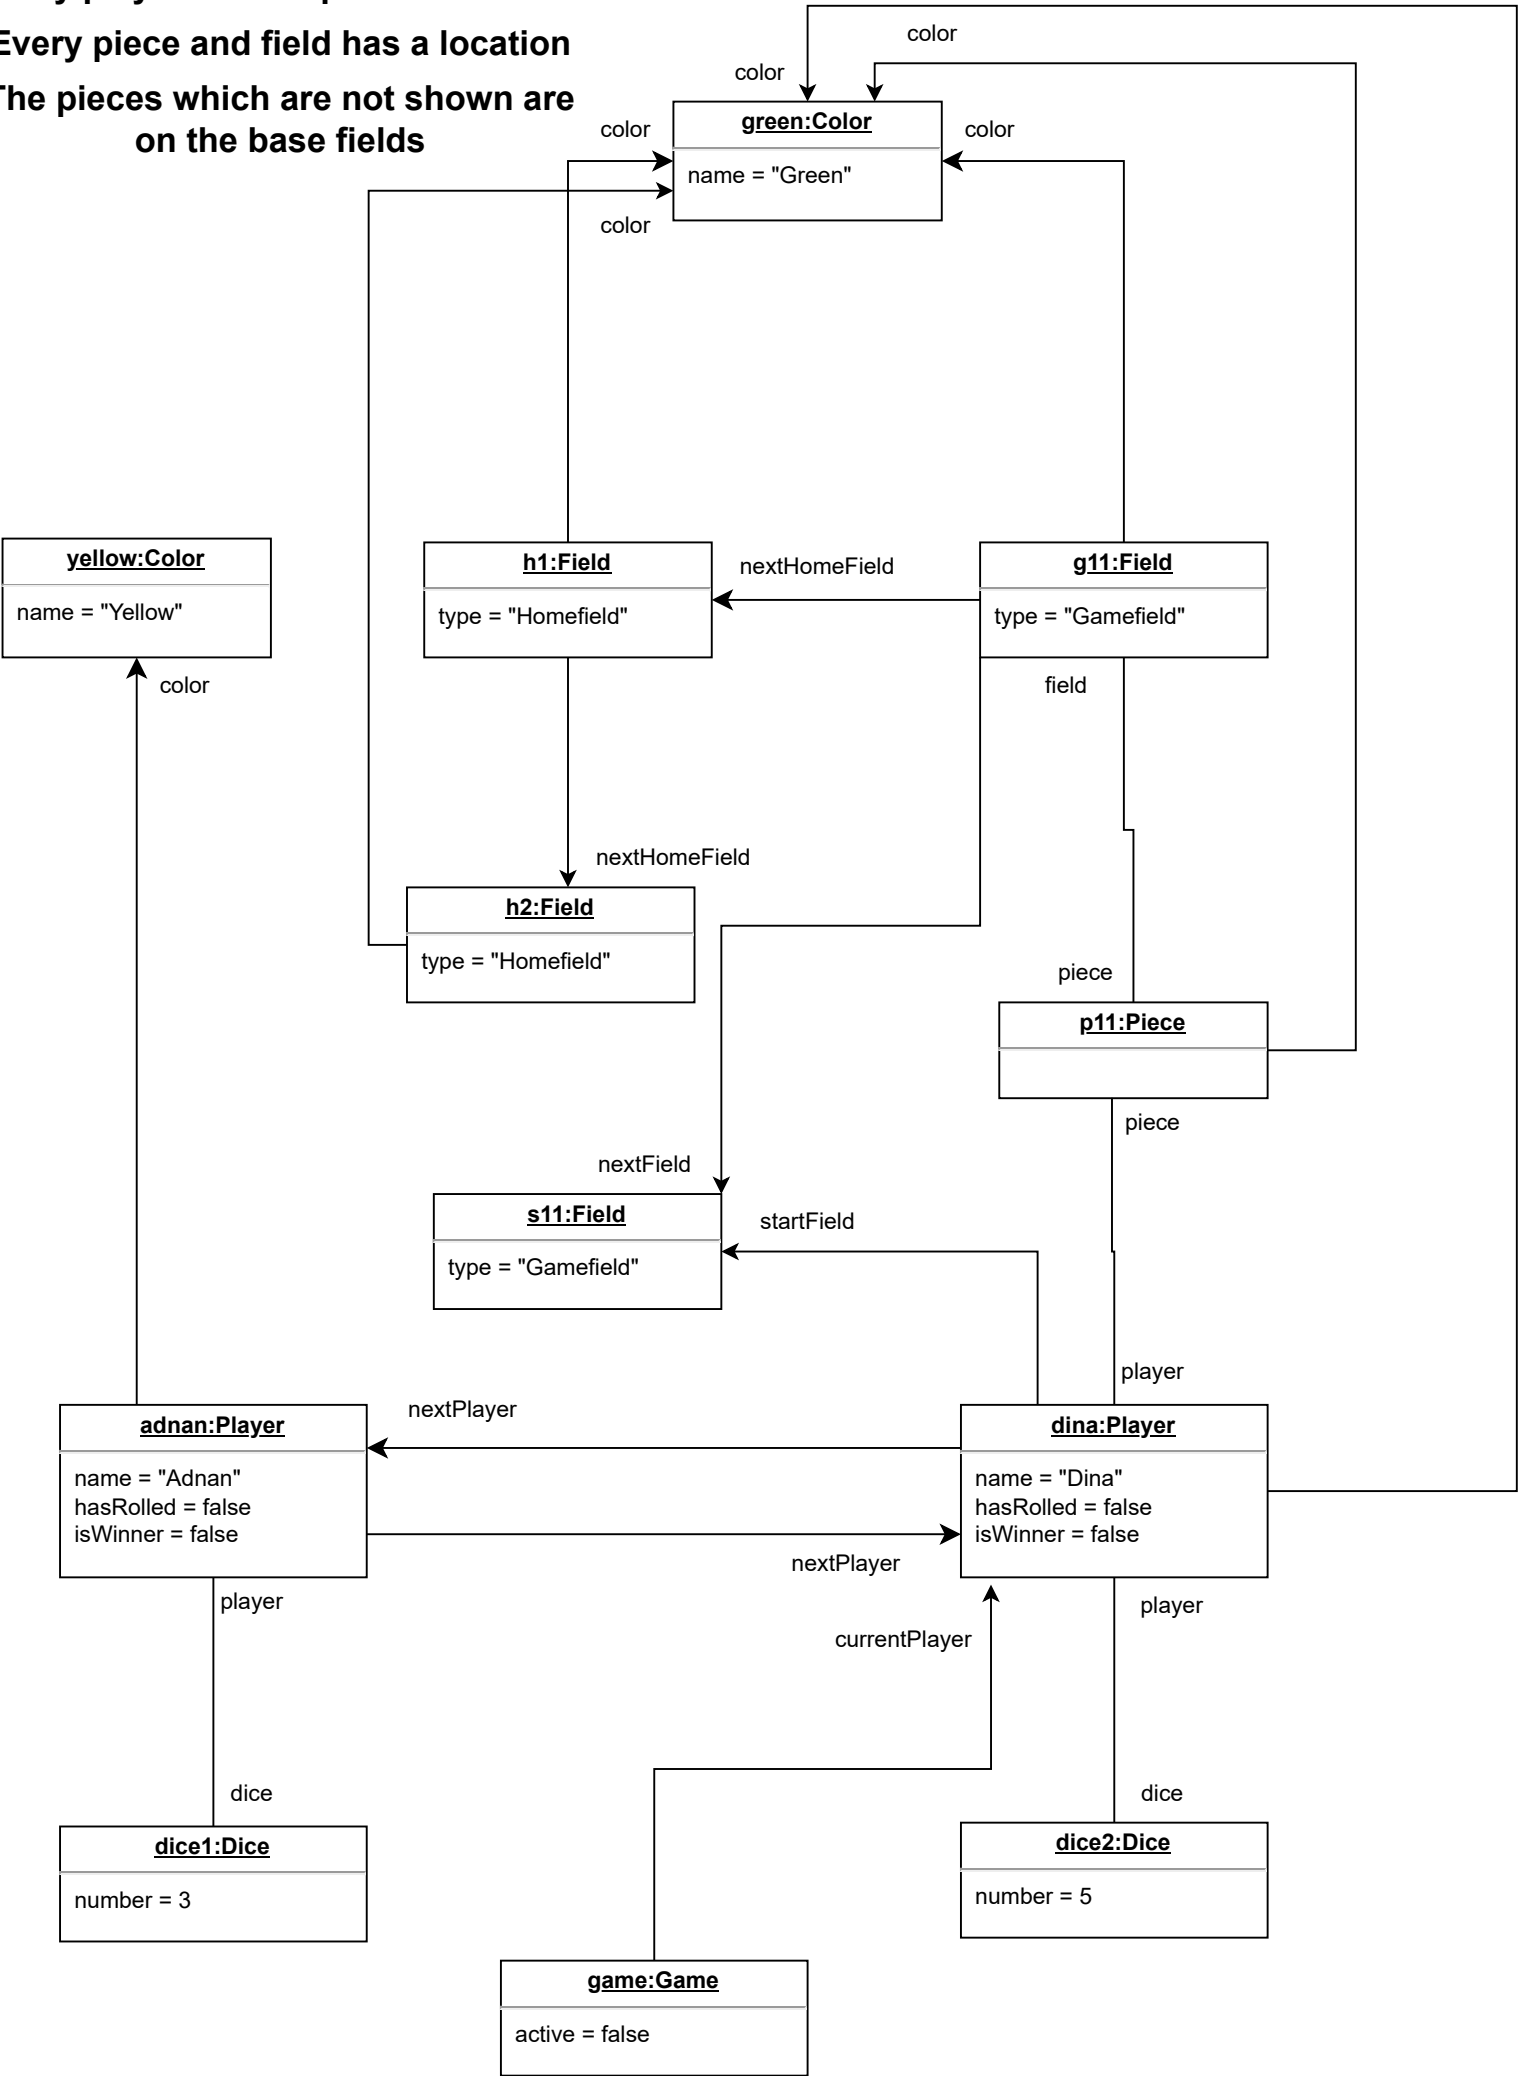 Every piece and field has a location
The pieces which are not shown are
on the base fields
color
color
green:Color
name = "Green"
color
color
color
yellow:Color
name = "Yellow"
color
h1:Field
type = "Homefield"
nextHomeField
g11:Field
type = "Gamefield"
field
nextHomeField
h2:Field
type = "Homefield"
piece
p11:Piece
piece
nextField
s11:Field
type = "Gamefield"
startField
player
adnan:Player
name = "Adnan"
hasRolled = false
isWinner = false
nextPlayer
dina:Player
name = "Dina"
hasRolled = false
isWinner = false
nextPlayer
player
player
currentPlayer
dice
dice
dice1:Dice
number = 3
dice2:Dice
number = 5
game:Game
active = false